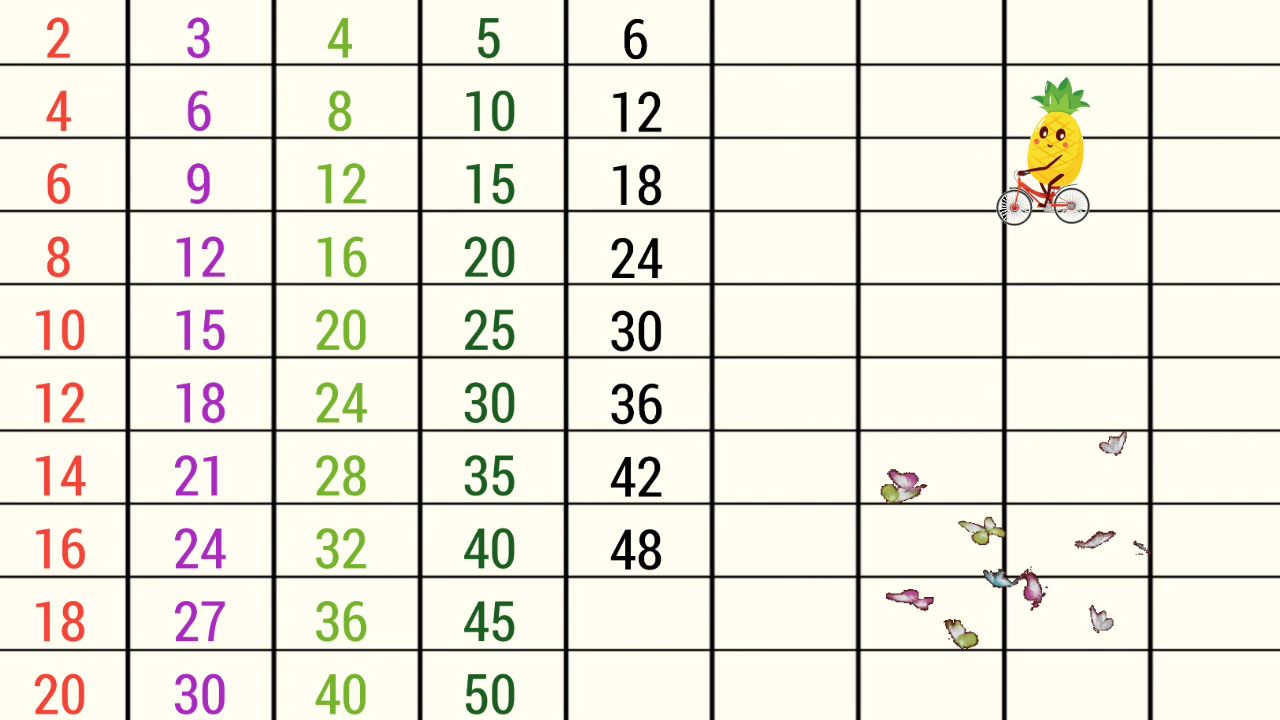 2 3 4 5 6
4 6 8 10 12
6 9 12 15 18
8 12 16 20 24
10 15 20 25 30
12 18 24 30 36
14 21 28 35 42
16 24 32 40 48
18 27 36 45
20 30 40 50